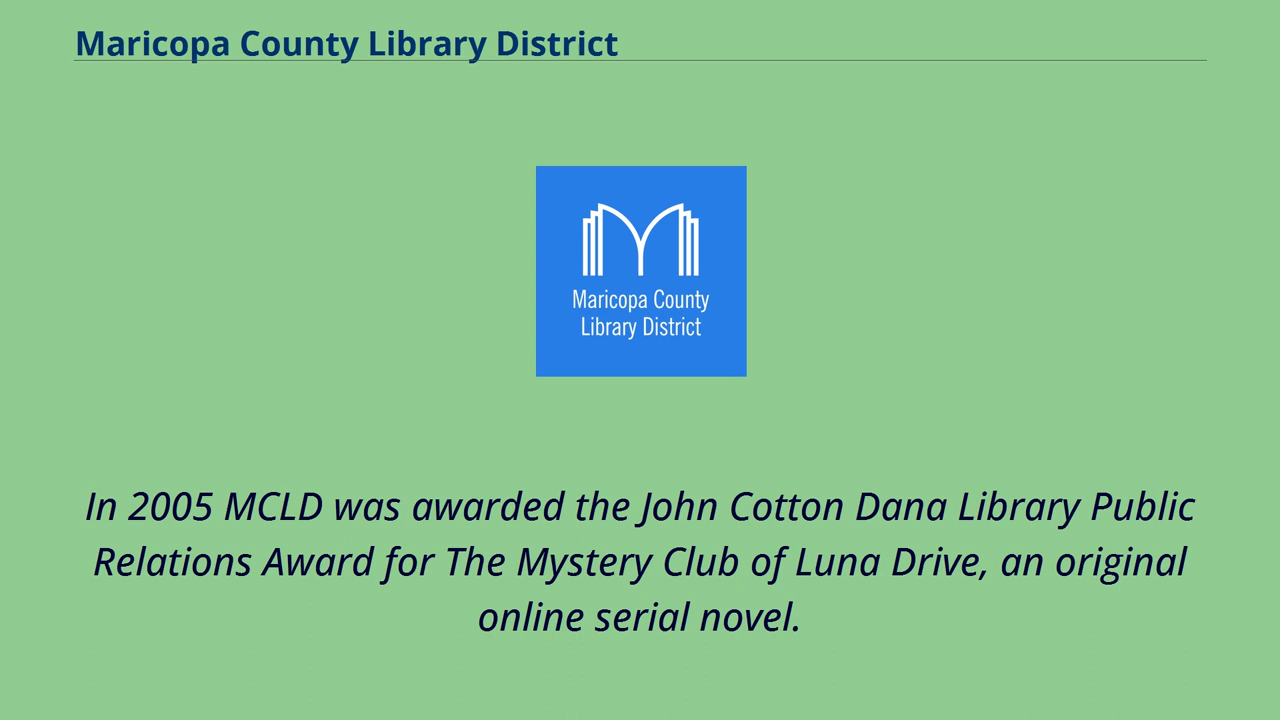 Maricopa County Library District
Maricopa County
Library District
In 2005 MCLD was awarded the John Cotton Dana Library Public
Relations Award for The Mystery Club of Luna Drive, an original
online serial novel.